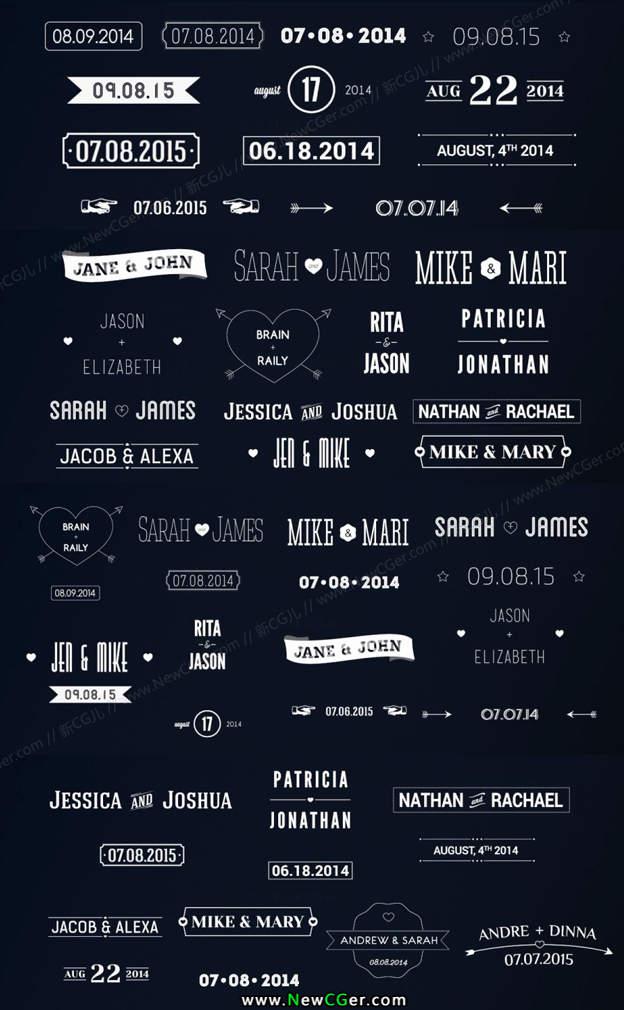 08.09.2014
07.08.2014
07•08•2014
09.08.15
09.08.15
august 17 2014
AUG 22 2014
07.08.2015
06.18.2014
AUGUST, 4TH 2014
07.06.2015
07.07.14
JANE & JOHN
SARAH and JAMES
MIKE & MARI
JASON
+
ELIZABETH
BRAIN
+
RAILY
RITA
-&-
JASON
PATRICIA
JONATHAN
SARAH + JAMES
JESSICA AND JOSHUA
NATHAN and RACHAEL
JACOB & ALEXA
JEN & MIKE
MIKE & MARY
BRAIN
+
RAILY
08.09.2014
SARAH and JAMES
07.08.2014
MIKE & MARI
07•08•2014
SARAH + JAMES
09.08.15
JEN & MIKE
09.08.15
RITA
-&-
JASON
august 17 2014
JANE & JOHN
07.06.2015
JASON
+
ELIZABETH
07.07.14
JESSICA AND JOSHUA
07.08.2015
PATRICIA
JONATHAN
06.18.2014
NATHAN and RACHAEL
AUGUST, 4TH 2014
JACOB & ALEXA
AUG 22 2014
MIKE & MARY
07•08•2014
ANDREW & SARAH
08.08.2014
ANDRE + DINNA
07.07.2015
www.NewCGer.com